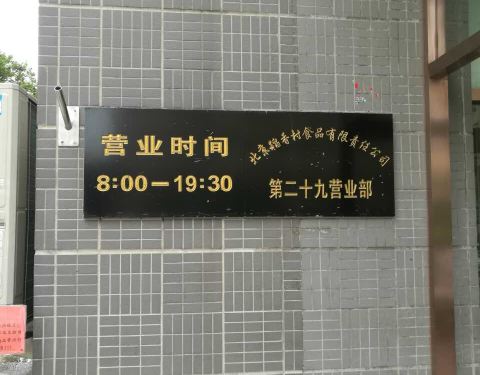 营业时间
8:00—19:30
北京稻香村食品有限责任公司
第二十九营业部